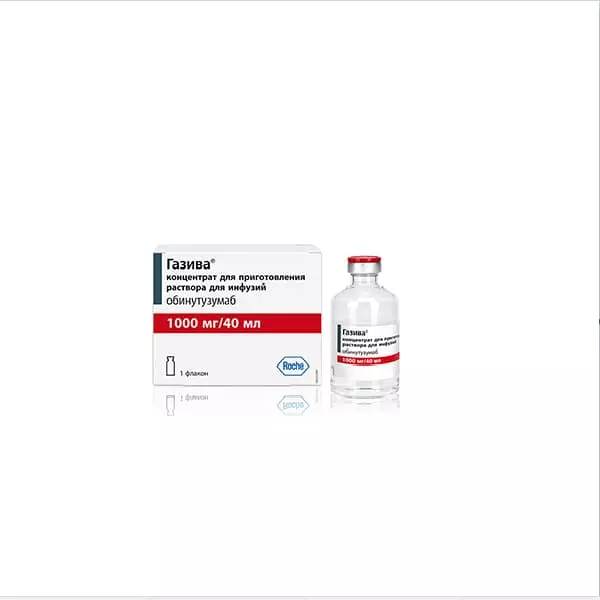 Газива®
концентрат для приготовления
раствора для инфузий
обинутузумаб
1000 мг/40 мл
1 флакон
Roche
Газива®
концентрат для приготовлен
раствора для инфузий
обинутузумаб
1000 мг/40 мл